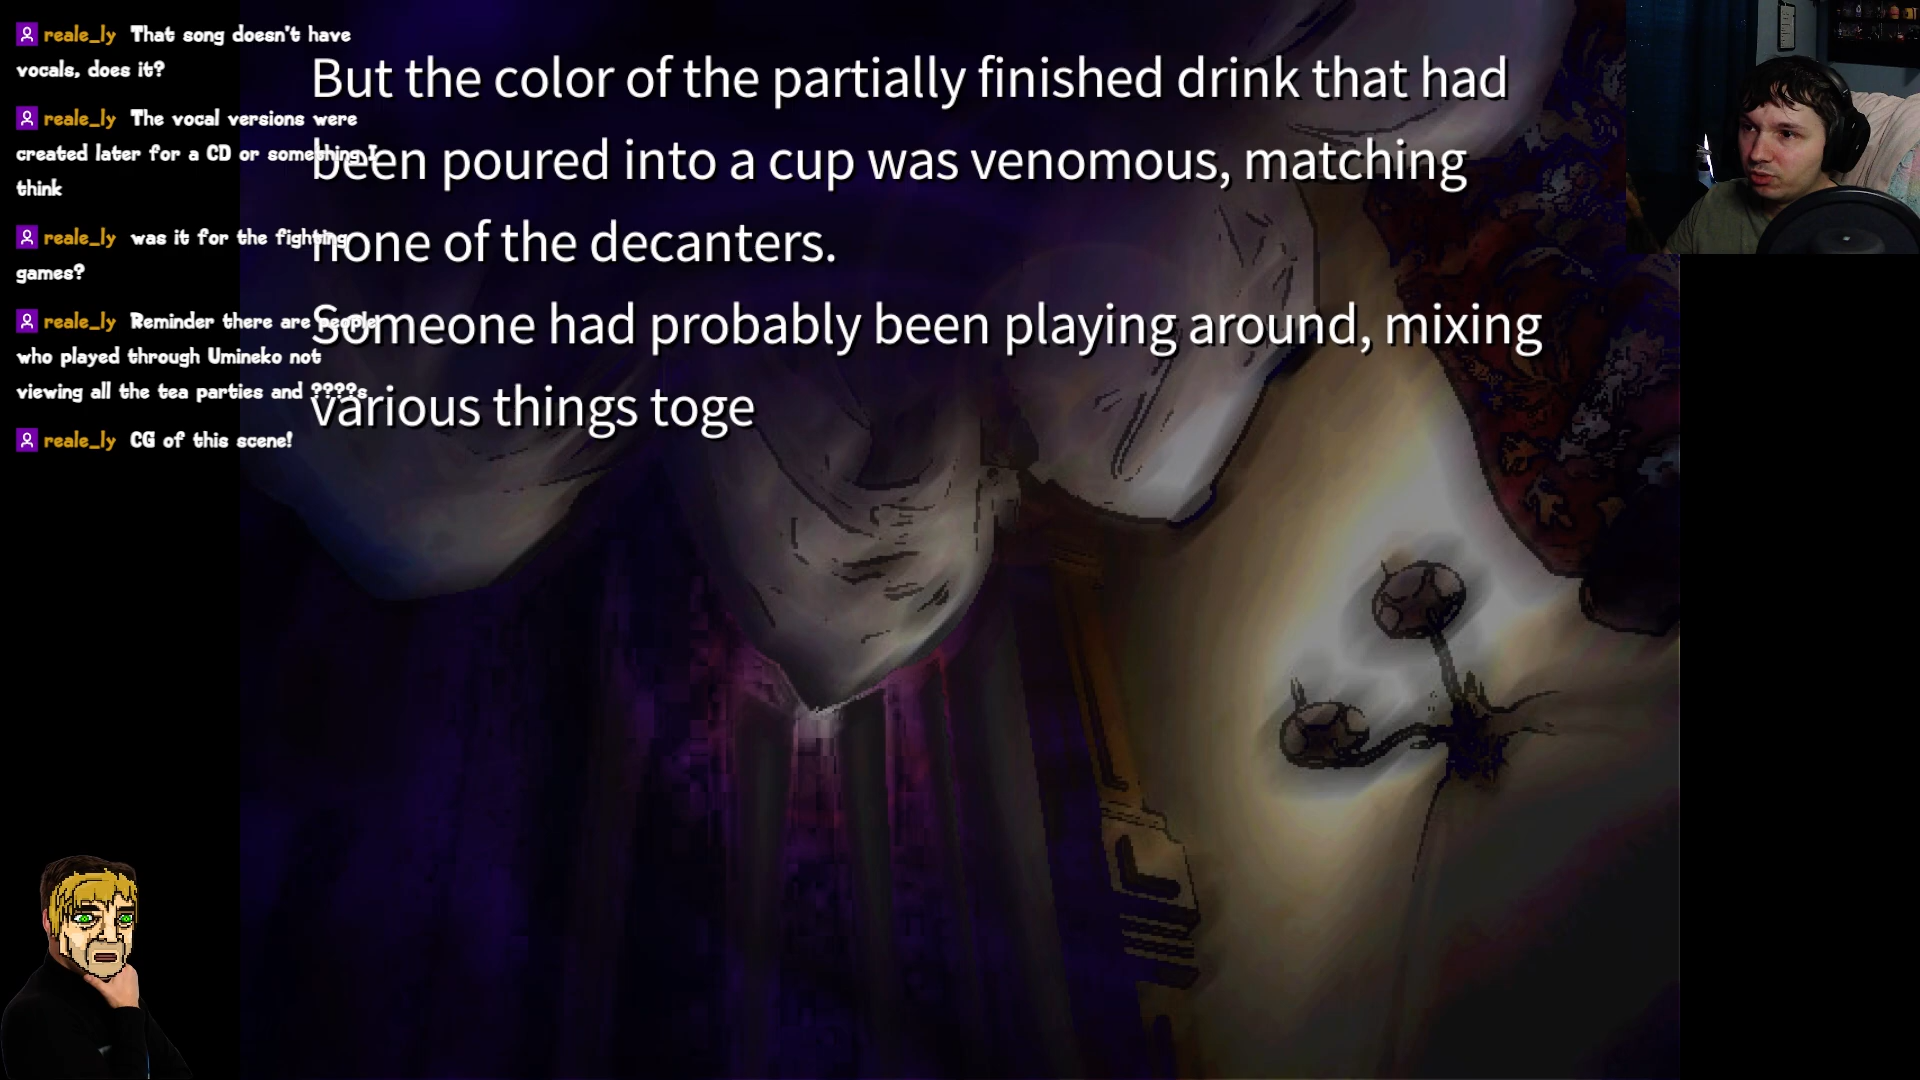 reale_ly That song doesn't have
vocals, does it?
reale_ly The vocal versions were
created later for a CD or something I
think
reale_ly was it for the fighting
games?
reale_ly Reminder there are people
who played through Umineko not
viewing all the tea parties and ????s
reale_ly CG of this scene!
But the color of the partially finished drink that had
been poured into a cup was venomous, matching
none of the decanters.
Someone had probably been playing around, mixing
various things toge